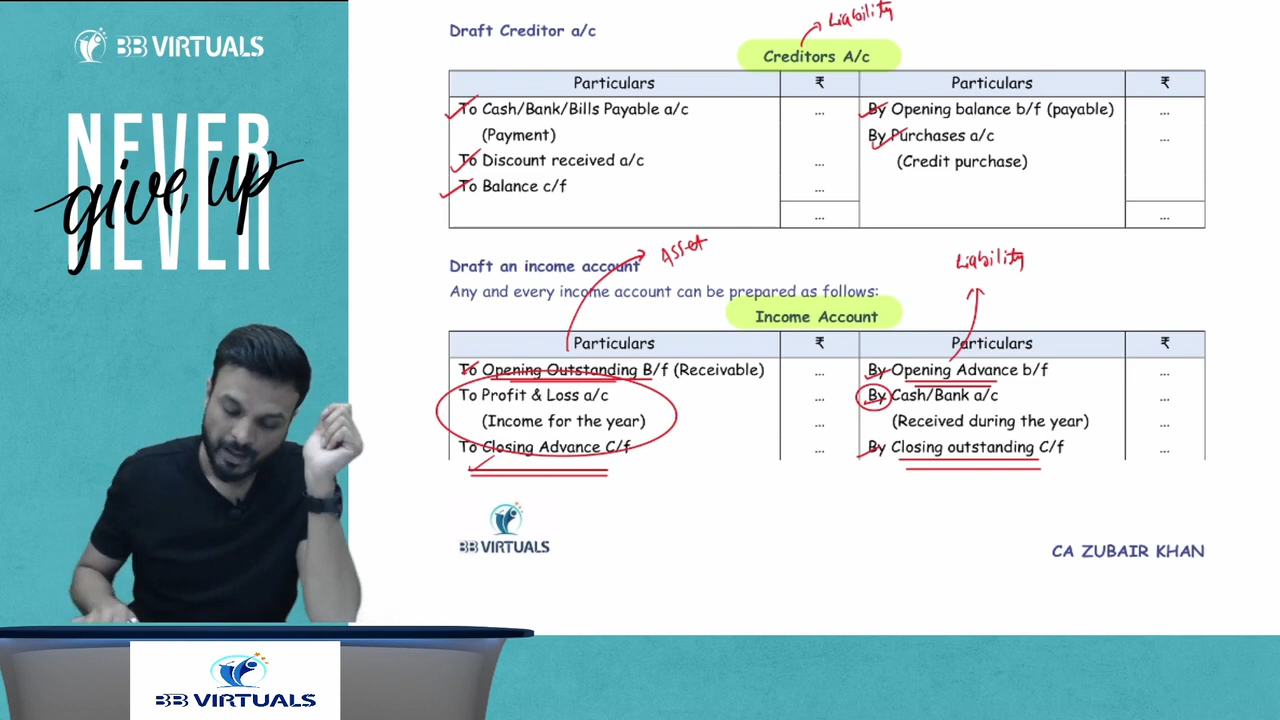 BB VIRTUALS
NEVER
give up
NEVER
Draft Creditor a/c
Liability
Creditors A/c
Particulars ₹ Particulars ₹
To Cash/Bank/Bills Payable a/c ... By Opening balance b/f (payable) ...
(Payment) By Purchases a/c ...
To Discount received a/c ... (Credit purchase)
To Balance c/f ...
... ...
Asset
Liability
Draft an income account
Any and every income account can be prepared as follows:
Income Account
Particulars ₹ Particulars ₹
To Opening Outstanding B/f (Receivable) ... By Opening Advance b/f ...
To Profit & Loss a/c ... By Cash/Bank a/c ...
(Income for the year) ... (Received during the year) ...
To Closing Advance C/f ... By Closing outstanding C/f ...
BB VIRTUALS
CA ZUBAIR KHAN
BB VIRTUALS